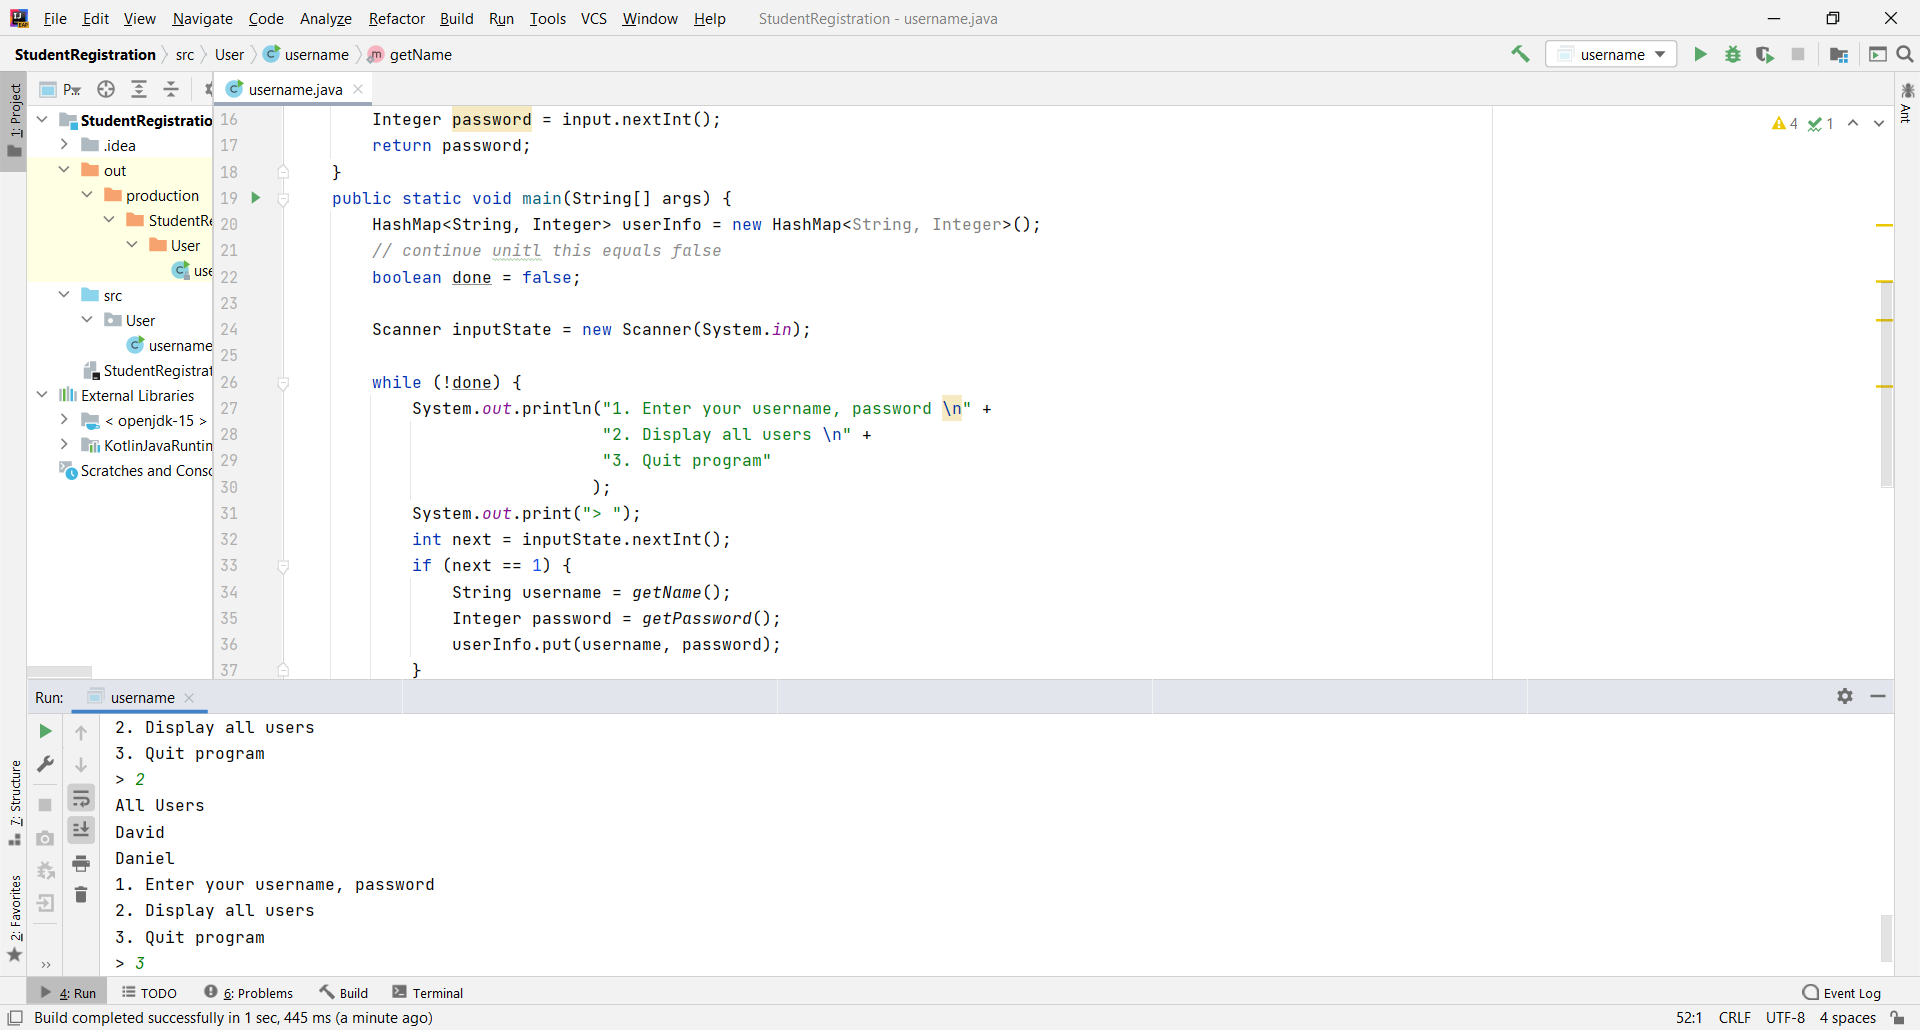 File Edit View Navigate Code Analyze Refactor Build Run Tools VCS Window Help StudentRegistration - username.java
StudentRegistration src User username getName username
1: Project
P...
username.java
Ant
StudentRegistratio
.idea
out
production
StudentRe
User
use
src
User
username
StudentRegistrat
External Libraries
< openjdk-15 >
KotlinJavaRuntin
Scratches and Conso
4 1
16 Integer password = input.nextInt();
17 return password;
18 }
19 public static void main(String[] args) {
20 HashMap<String, Integer> userInfo = new HashMap<String, Integer>();
21 // continue unitl this equals false
22 boolean done = false;
23
24 Scanner inputState = new Scanner(System.in);
25
26 while (!done) {
27 System.out.println("1. Enter your username, password \n" +
28 "2. Display all users \n" +
29 "3. Quit program"
30 );
31 System.out.print("> ");
32 int next = inputState.nextInt();
33 if (next == 1) {
34 String username = getName();
35 Integer password = getPassword();
36 userInfo.put(username, password);
37 }
Run: username
2. Display all users
3. Quit program
> 2
All Users
David
Daniel
1. Enter your username, password
2. Display all users
3. Quit program
> 3
7: Structure
2: Favorites
4: Run TODO 6: Problems Build Terminal Event Log
Build completed successfully in 1 sec, 445 ms (a minute ago) 52:1 CRLF UTF-8 4 spaces